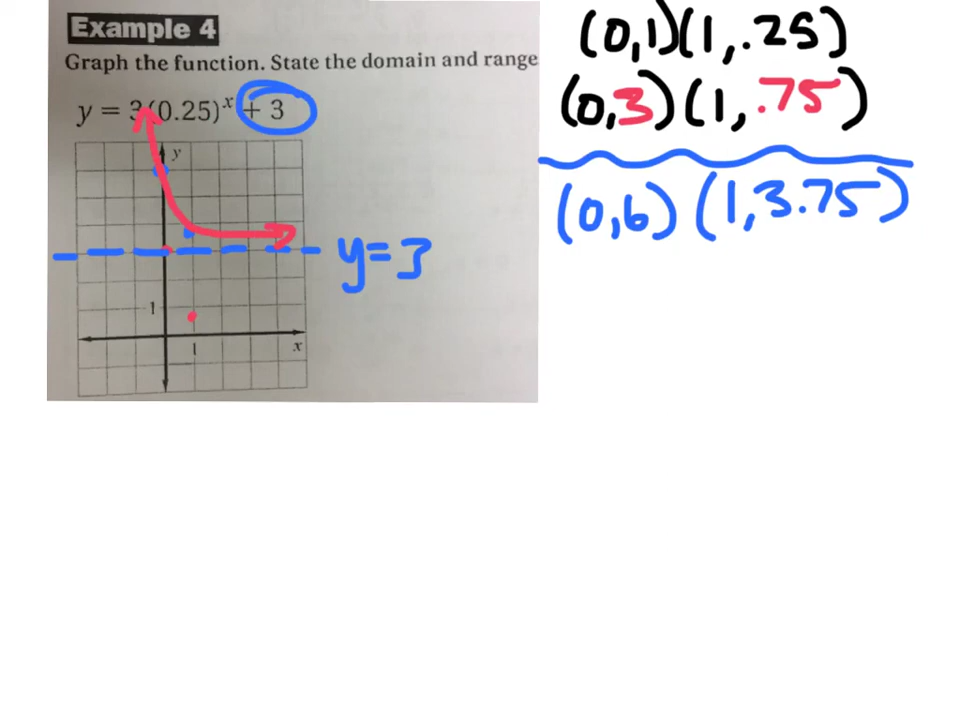 Example 4
Graph the function. State the domain and range
y = 3(0.25)^x + 3
y
1
1
x
y=3
(0,1)(1,.25)
(0,3)(1,.75)
(0,6)(1,3.75)